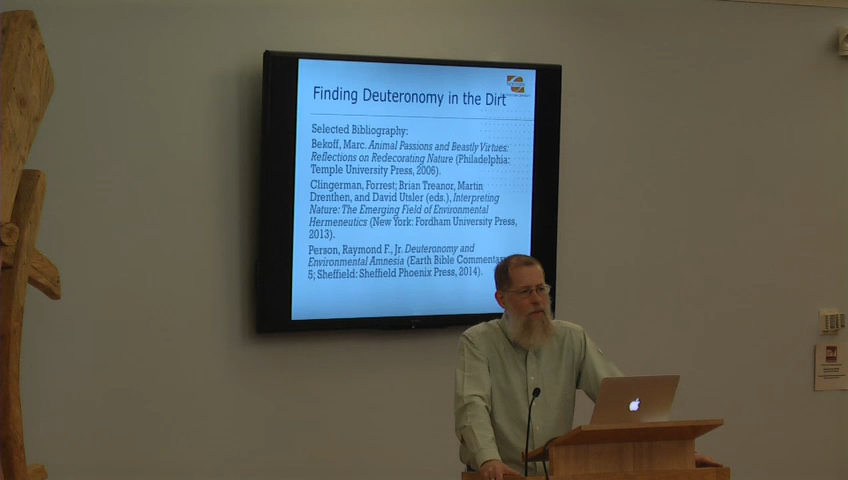 Finding Deuteronomy in the Dirt
Selected Bibliography:
Bekoff, Marc. Animal Passions and Beastly Virtues:
Reflections on Redecorating Nature (Philadelphia:
Temple University Press, 2006).
Clingerman, Forrest; Brian Treanor, Martin
Drenthen, and David Utsler (eds.), Interpreting
Nature: The Emerging Field of Environmental
Hermeneutics (New York: Fordham University Press,
2013).
Person, Raymond F., Jr. Deuteronomy and
Environmental Amnesia (Earth Bible Commentary
5; Sheffield: Sheffield Phoenix Press, 2014).